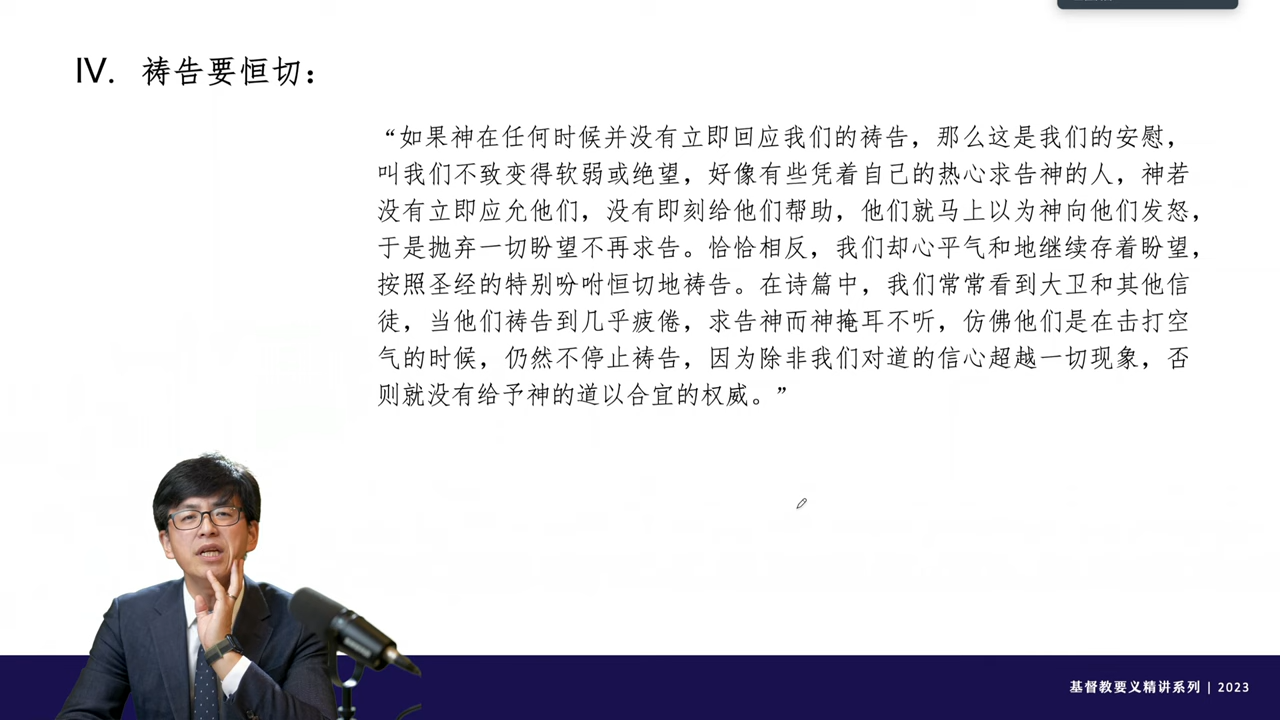 IV. 祷告要恒切：
“如果神在任何时候并没有立即回应我们的祷告，那么这是我们的安慰，
叫我们不致变得软弱或绝望，好像有些凭着自己的热心求告神的人，神若
没有立即应允他们，没有即刻给他们帮助，他们就马上以为神向他们发怒，
于是抛弃一切盼望不再求告。恰恰相反，我们却心平气和地继续存着盼望，
按照圣经的特别吩咐恒切地祷告。在诗篇中，我们常常看到大卫和其他信
徒，当他们祷告到几乎疲倦，求告神而神掩耳不听，仿佛他们是在击打空
气的时候，仍然不停止祷告，因为除非我们对道的信心超越一切现象，否
则就没有给予神的道以合宜的权威。”
基督教要义精讲系列 | 2023